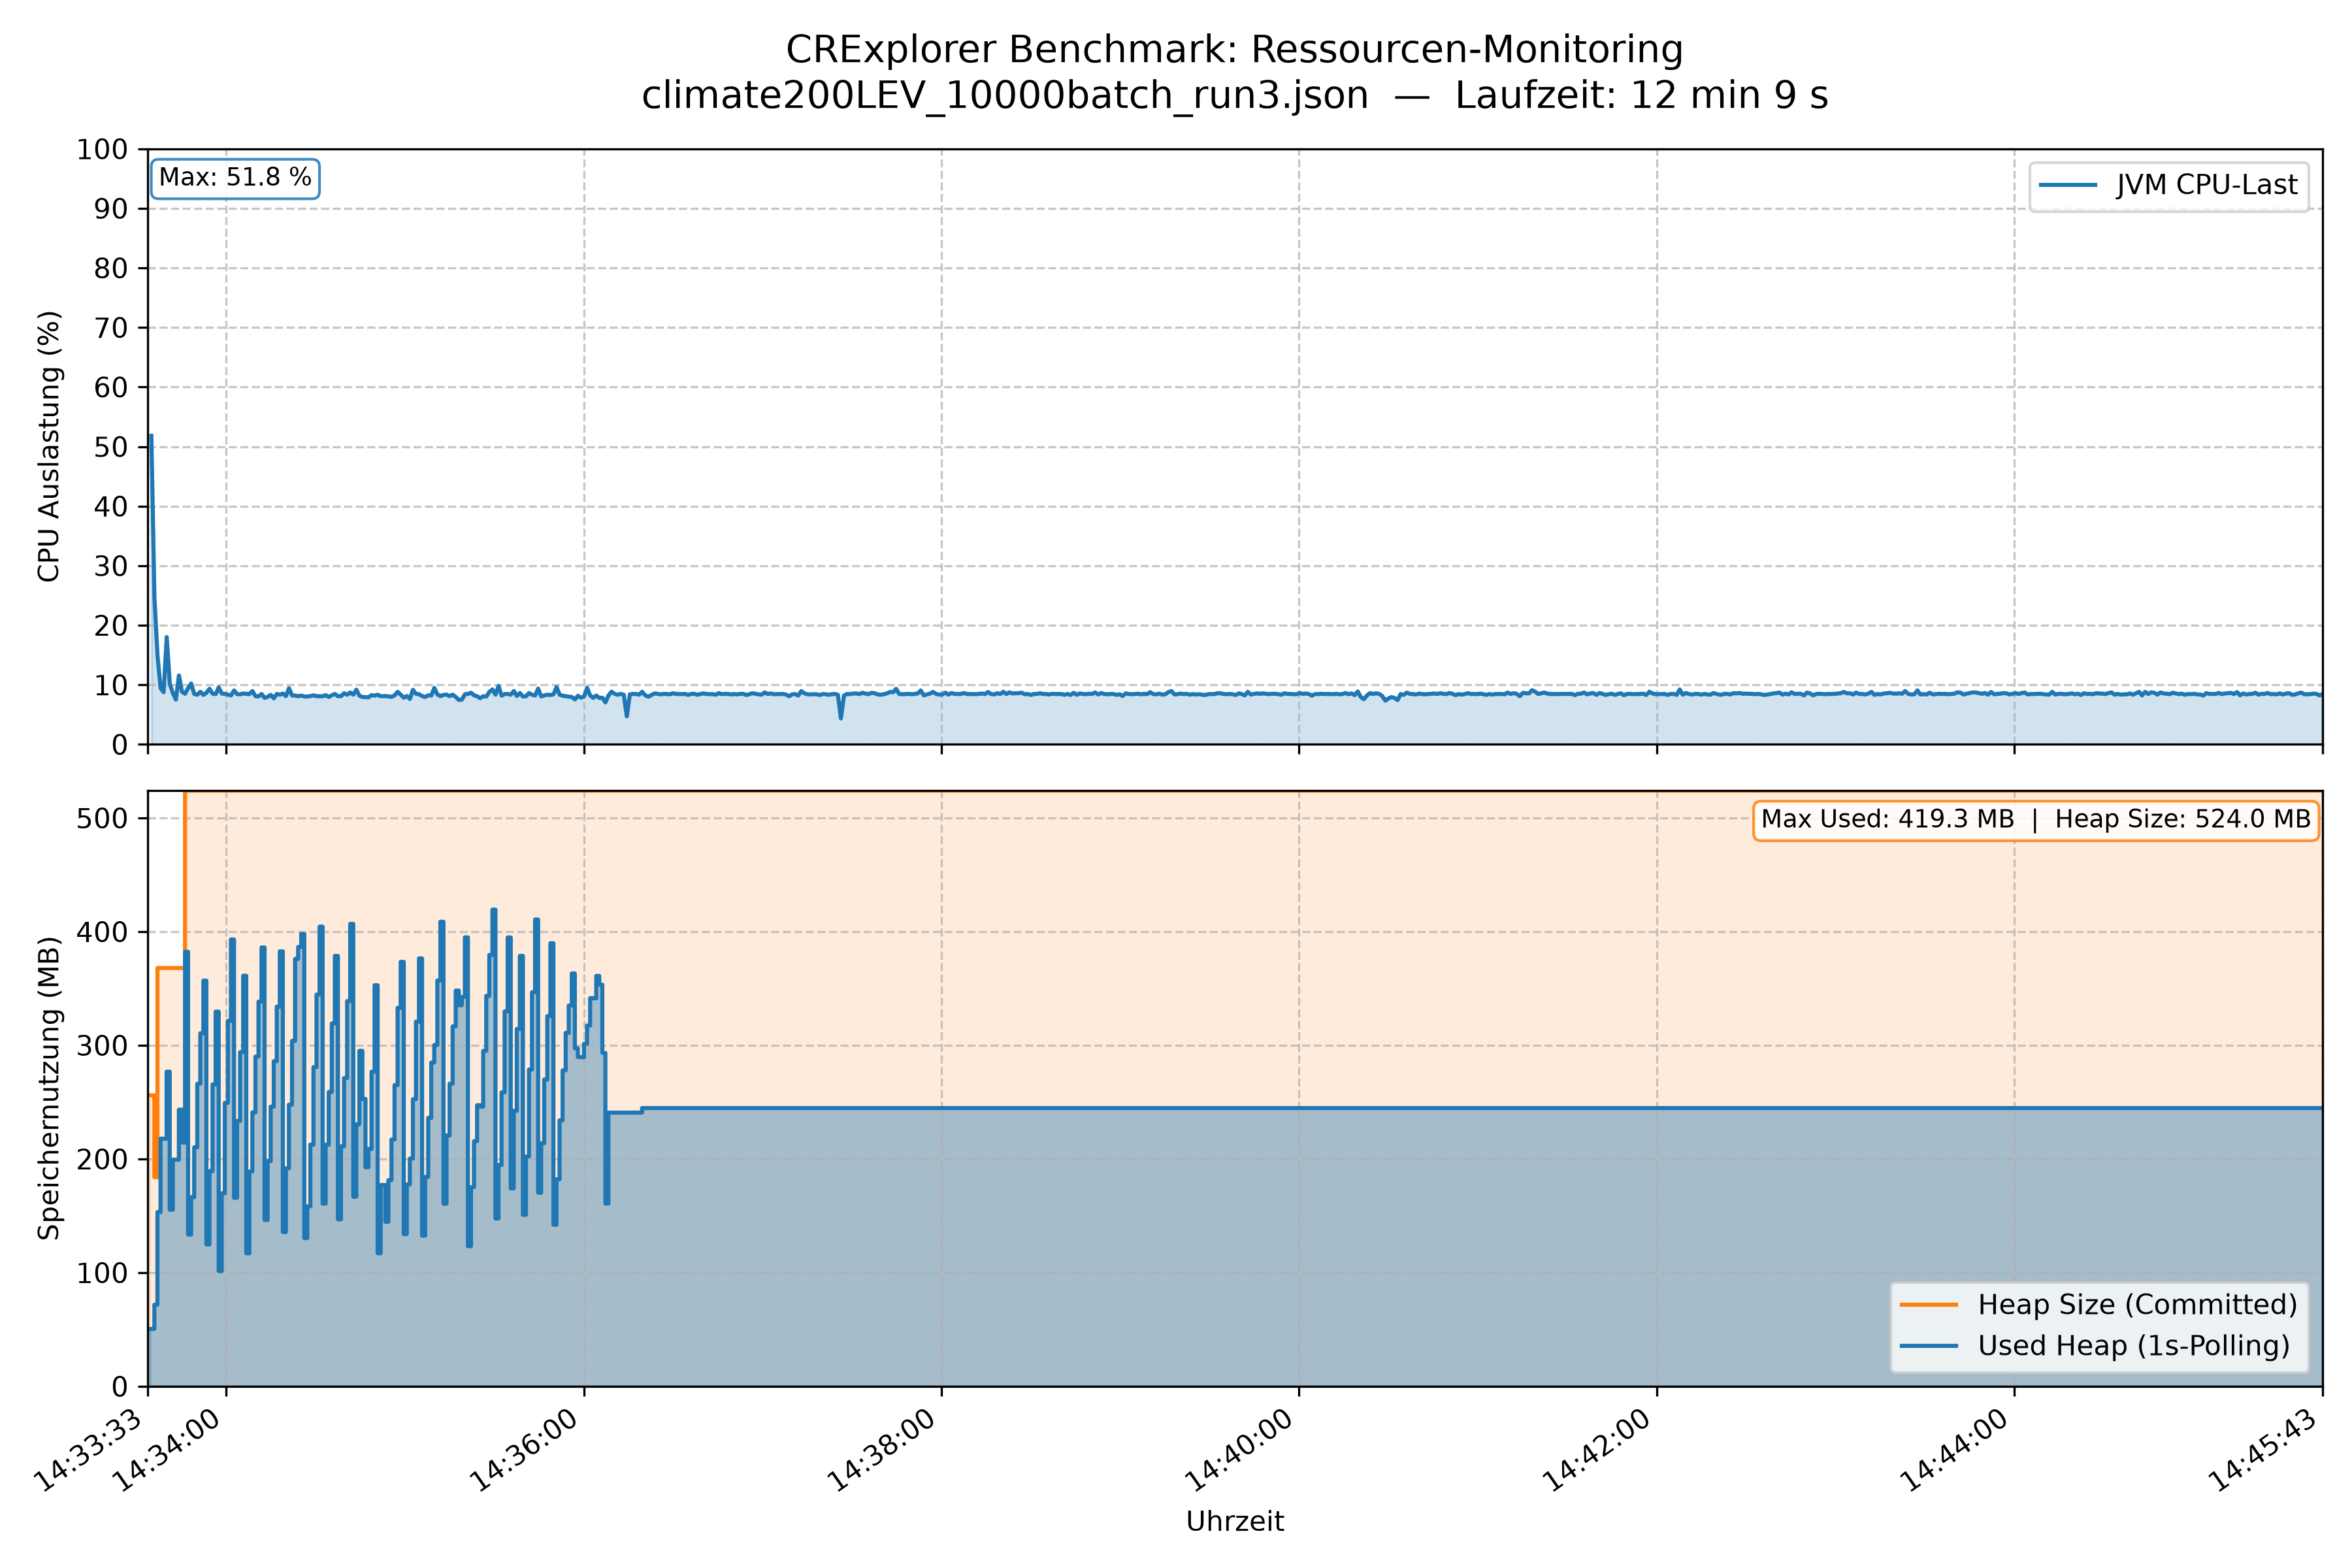 CRExplorer Benchmark: Ressourcen-Monitoring
climate200LEV_10000batch_run3.json — Laufzeit: 12 min 9 s
100
90
80
70
60
50
40
30
20
10
0
CPU Auslastung (%)
Max: 51.8 %
JVM CPU-Last
500
400
300
200
100
0
Speichernutzung (MB)
Max Used: 419.3 MB | Heap Size: 524.0 MB
Heap Size (Committed)
Used Heap (1s-Polling)
14:33:33
14:34:00
14:36:00
14:38:00
14:40:00
14:42:00
14:44:00
14:45:43
Uhrzeit